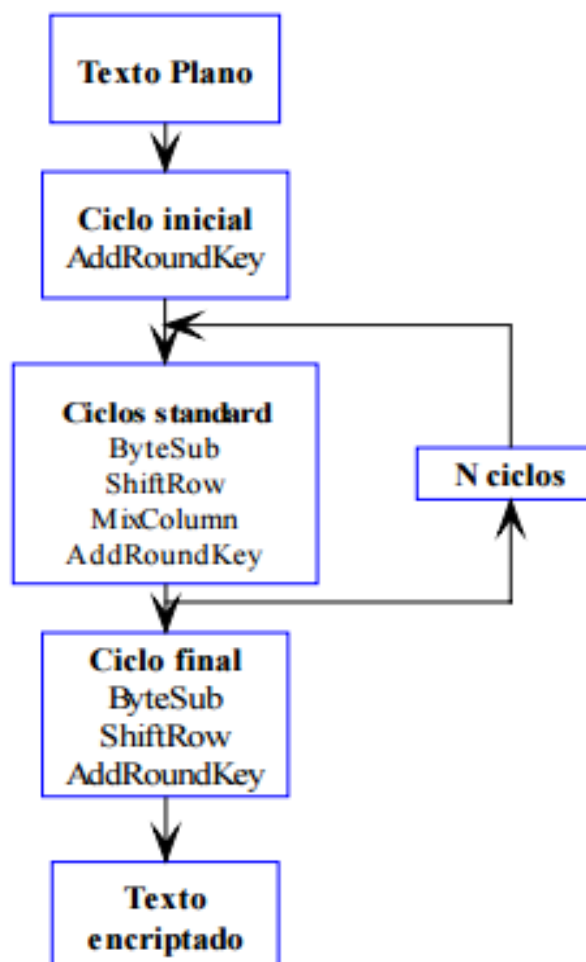 Texto Plano
Ciclo inicial
AddRoundKey
Ciclos standard
ByteSub
ShiftRow
MixColumn
AddRoundKey
N ciclos
Ciclo final
ByteSub
ShiftRow
AddRoundKey
Texto
encriptado